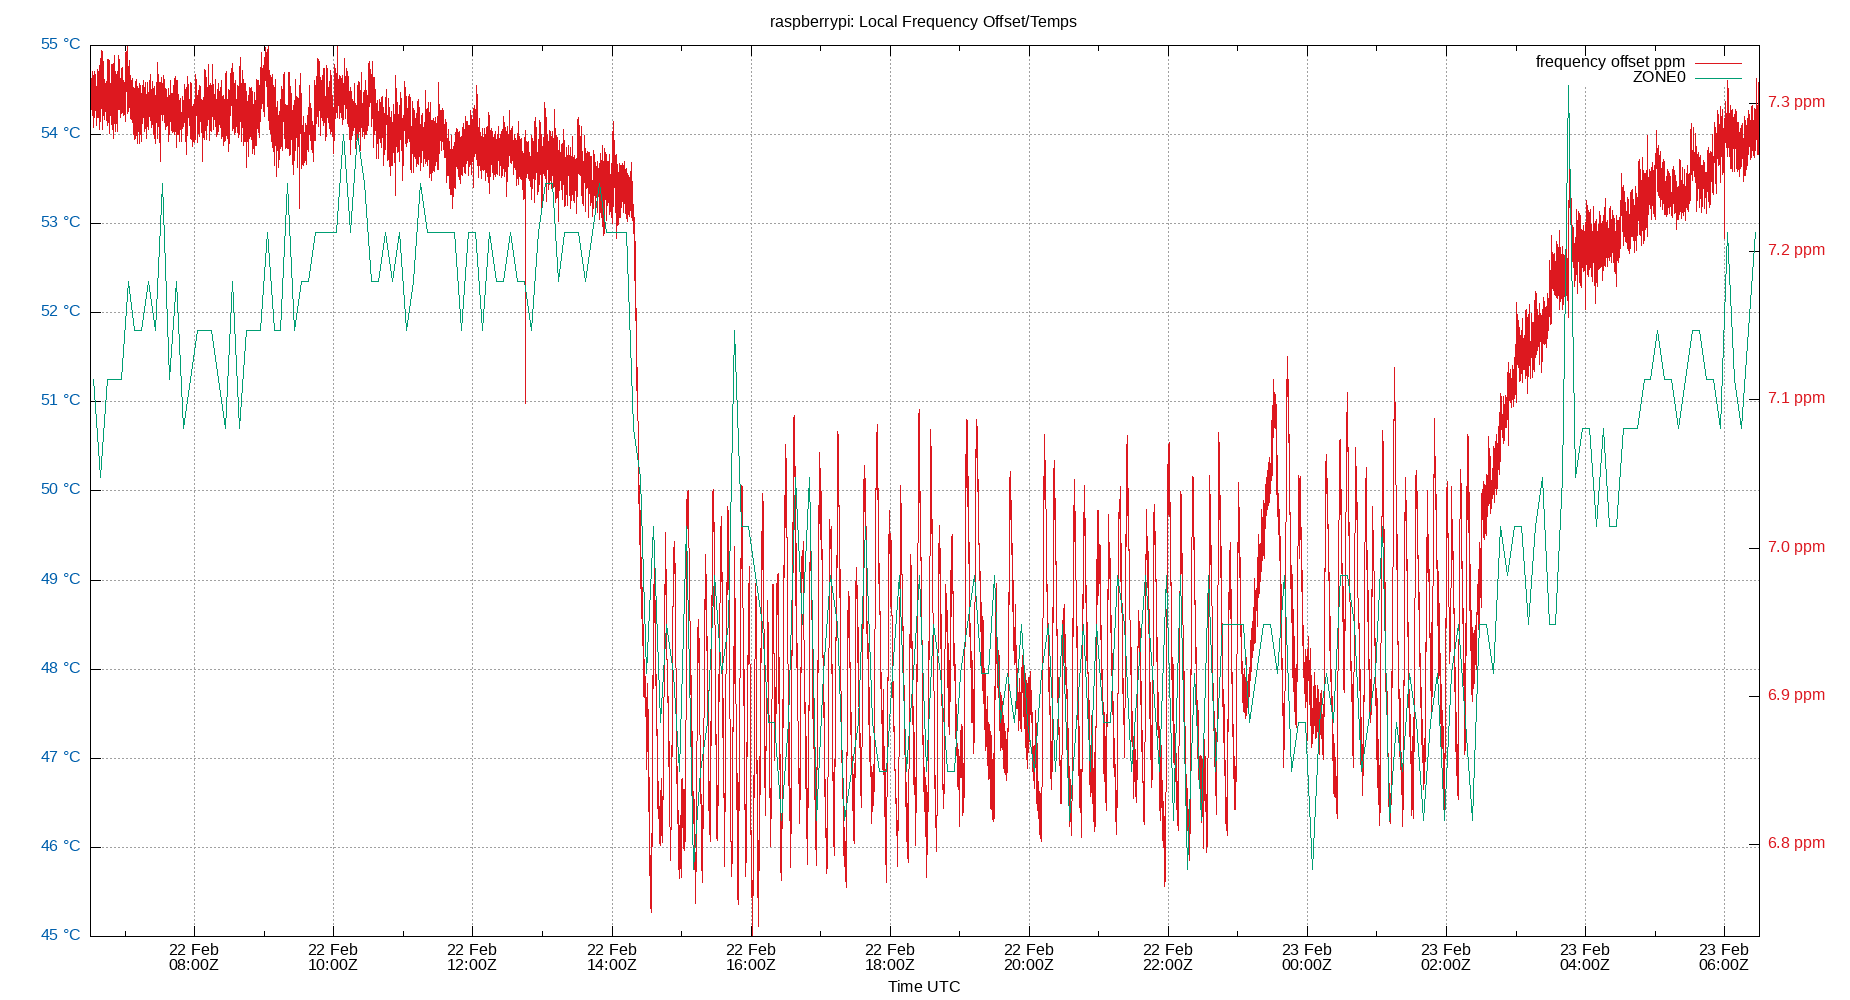 raspberrypi: Local Frequency Offset/Temps
frequency offset ppm
ZONE0
55 °C
54 °C
53 °C
52 °C
51 °C
50 °C
49 °C
48 °C
47 °C
46 °C
45 °C
7.3 ppm
7.2 ppm
7.1 ppm
7.0 ppm
6.9 ppm
6.8 ppm
22 Feb
08:00Z
22 Feb
10:00Z
22 Feb
12:00Z
22 Feb
14:00Z
22 Feb
16:00Z
22 Feb
18:00Z
22 Feb
20:00Z
22 Feb
22:00Z
23 Feb
00:00Z
23 Feb
02:00Z
23 Feb
04:00Z
23 Feb
06:00Z
Time UTC